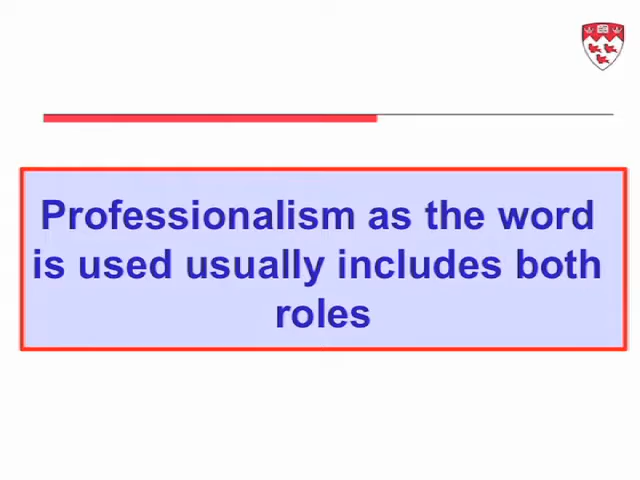 Professionalism as the word
is used usually includes both
roles